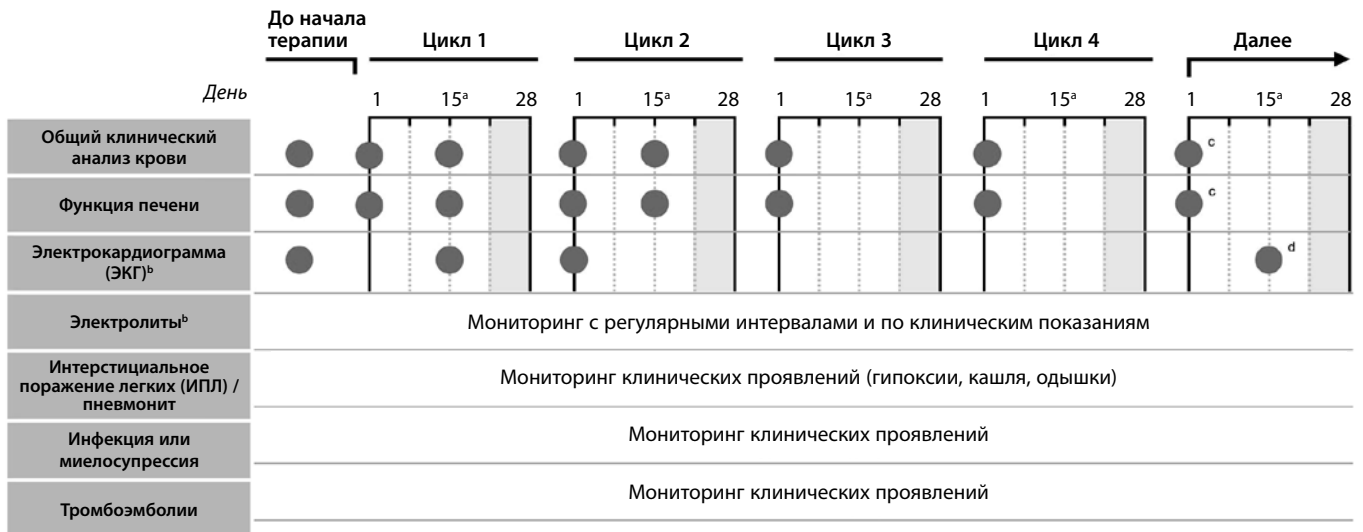 До начала
терапии
Цикл 1
Цикл 2
Цикл 3
Цикл 4
Далее
День
1 15ᵃ 28 1 15ᵃ 28 1 15ᵃ 28 1 15ᵃ 28 1 15ᵃ 28
Общий клинический
анализ крови
c
Функция печени
c
Электрокардиограмма
(ЭКГ)ᵇ
d
Электролитыᵇ
Мониторинг с регулярными интервалами и по клиническим показаниям
Интерстициальное
поражение легких (ИПЛ) /
пневмонит
Мониторинг клинических проявлений (гипоксии, кашля, одышки)
Инфекция или
миелосупрессия
Мониторинг клинических проявлений
Тромбоэмболии
Мониторинг клинических проявлений